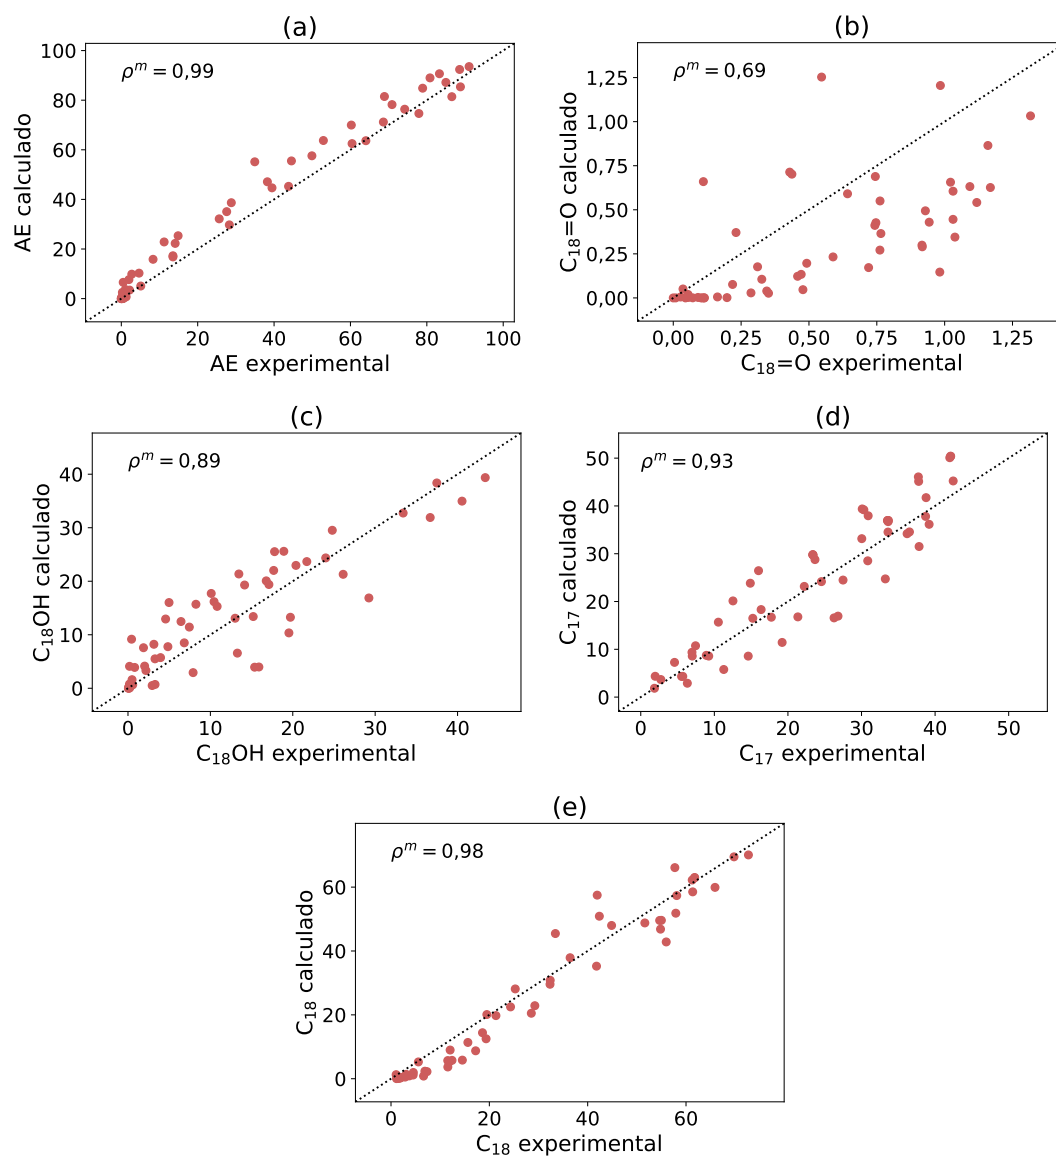 (a)
100
80
60
40
20
0
AE calculado
ρᵐ = 0,99
0 20 40 60 80 100
AE experimental
(b)
1,25
1,00
0,75
0,50
0,25
0,00
C₁₈=O calculado
ρᵐ = 0,69
0,00 0,25 0,50 0,75 1,00 1,25
C₁₈=O experimental
(c)
40
30
20
10
0
C₁₈OH calculado
ρᵐ = 0,89
0 10 20 30 40
C₁₈OH experimental
(d)
50
40
30
20
10
0
C₁₇ calculado
ρᵐ = 0,93
0 10 20 30 40 50
C₁₇ experimental
(e)
60
40
20
0
C₁₈ calculado
ρᵐ = 0,98
0 20 40 60
C₁₈ experimental